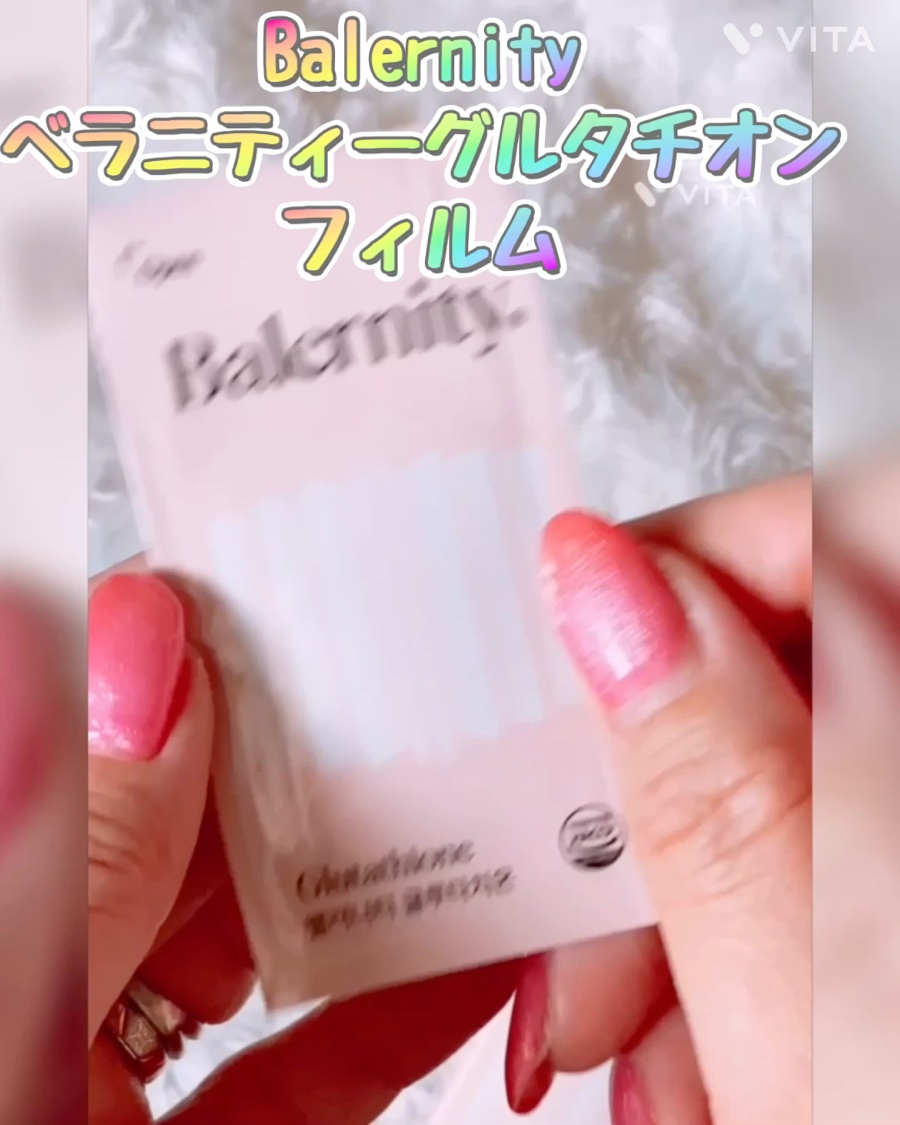 Balernity
VITA
ベラニティーグルタチオン
VITA
フィルム
Balernity.
Glutathione